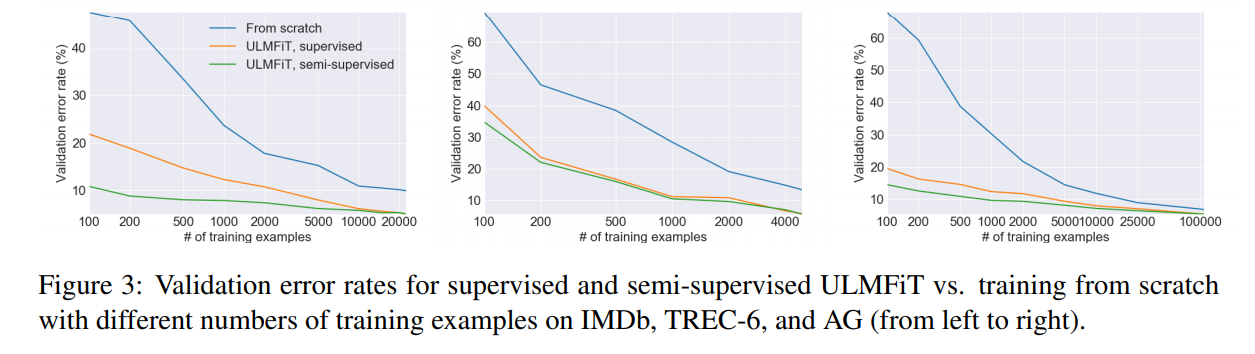 Validation error rate (%)
40
30
20
10
From scratch
ULMFiT, supervised
ULMFiT, semi-supervised
100 200 500 1000 2000 5000 10000 20000
# of training examples
Validation error rate (%)
60
50
40
30
20
10
100 200 500 1000 2000 4000
# of training examples
Validation error rate (%)
60
50
40
30
20
10
100 200 500 1000 2000 5000 10000 25000 100000
# of training examples
Figure 3: Validation error rates for supervised and semi-supervised ULMFiT vs. training from scratch
with different numbers of training examples on IMDb, TREC-6, and AG (from left to right).